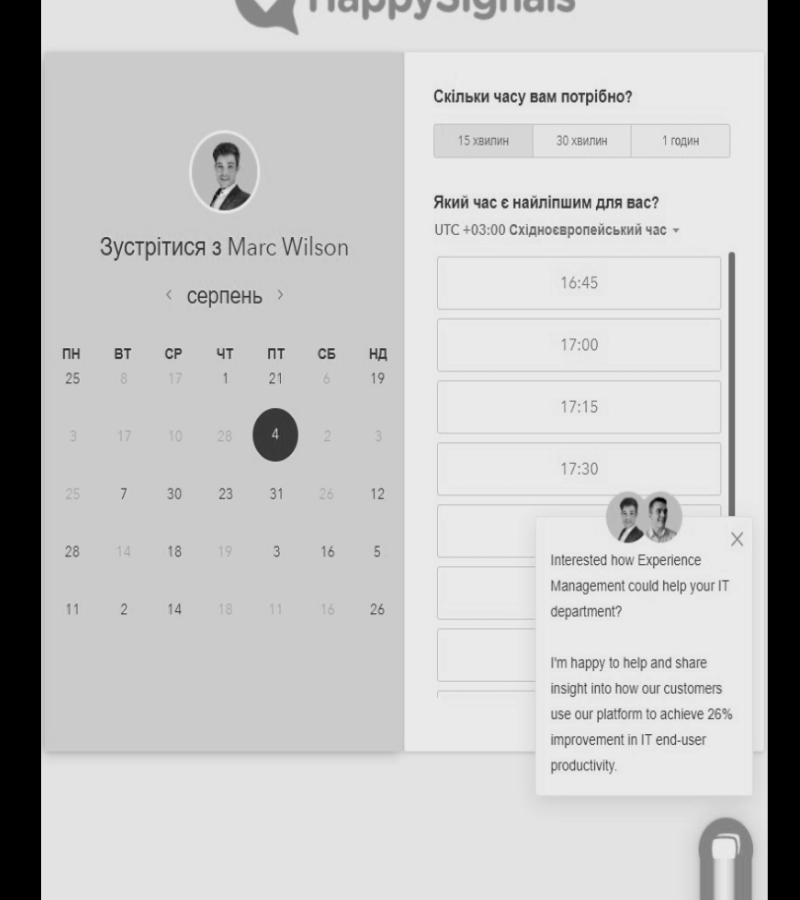 HappySignals
Зустрітися з Marc Wilson
серпень
ПН ВТ СР ЧТ ПТ СБ НД
25 8 17 1 21 6 19
3 17 10 28 4 2 3
25 7 30 23 31 26 12
28 14 18 19 3 16 5
11 2 14 18 11 16 26
Скільки часу вам потрібно?
15 хвилин 30 хвилин 1 годин
Який час є найліпшим для вас?
UTC +03:00 Східноєвропейський час
16:45
17:00
17:15
17:30
Interested how Experience
Management could help your IT
department?
I'm happy to help and share
insight into how our customers
use our platform to achieve 26%
improvement in IT end-user
productivity.